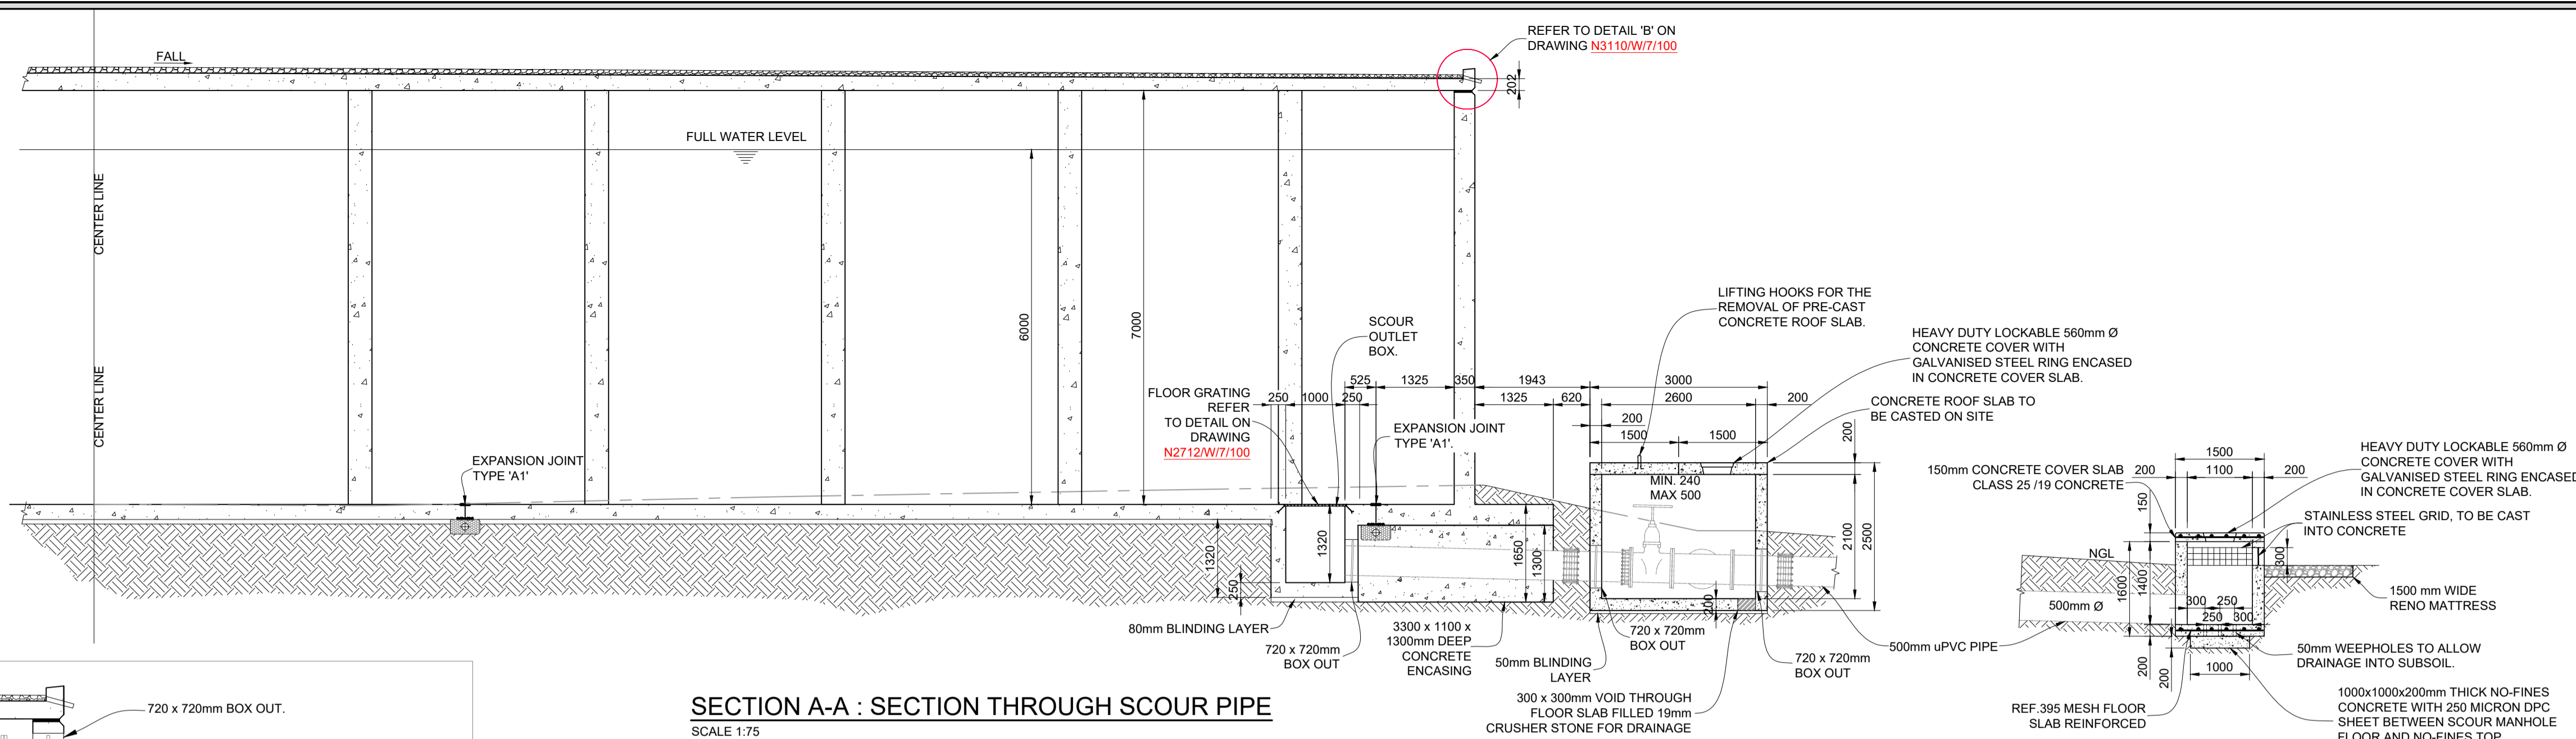 REFER TO DETAIL 'B' ON
DRAWING N3110/W/7/100
FALL
202
FULL WATER LEVEL
CENTER LINE
CENTER LINE
6000
7000
EXPANSION JOINT
TYPE 'A1'
SCOUR
OUTLET
BOX.
FLOOR GRATING
REFER
TO DETAIL ON
DRAWING
N2712/W/7/100
525
1325
350
1943
3000
250
1000
250
1325
620
2600
200
200
1500
1500
EXPANSION JOINT
TYPE 'A1'.
LIFTING HOOKS FOR THE
REMOVAL OF PRE-CAST
CONCRETE ROOF SLAB.
HEAVY DUTY LOCKABLE 560mm Ø
CONCRETE COVER WITH
GALVANISED STEEL RING ENCASED
IN CONCRETE COVER SLAB.
CONCRETE ROOF SLAB TO
BE CASTED ON SITE
200
MIN. 240
MAX 500
2100
2500
200
1320
250
1320
1650
1300
80mm BLINDING LAYER
720 x 720mm
BOX OUT
3300 x 1100 x
1300mm DEEP
CONCRETE
ENCASING
50mm BLINDING
LAYER
720 x 720mm
BOX OUT
300 x 300mm VOID THROUGH
FLOOR SLAB FILLED 19mm
CRUSHER STONE FOR DRAINAGE
720 x 720mm
BOX OUT
500mm uPVC PIPE
150mm CONCRETE COVER SLAB
CLASS 25 /19 CONCRETE
1500
200
1100
200
150
HEAVY DUTY LOCKABLE 560mm Ø
CONCRETE COVER WITH
GALVANISED STEEL RING ENCASED
IN CONCRETE COVER SLAB.
STAINLESS STEEL GRID, TO BE CAST
INTO CONCRETE
NGL
300
1600
1400
500mm Ø
300
250
250
300
1500 mm WIDE
RENO MATTRESS
50mm WEEPHOLES TO ALLOW
DRAINAGE INTO SUBSOIL.
200
200
1000
REF.395 MESH FLOOR
SLAB REINFORCED
1000x1000x200mm THICK NO-FINES
CONCRETE WITH 250 MICRON DPC
SHEET BETWEEN SCOUR MANHOLE
FLOOR AND NO-FINES TOP
720 x 720mm BOX OUT.
SECTION A-A : SECTION THROUGH SCOUR PIPE
SCALE 1:75